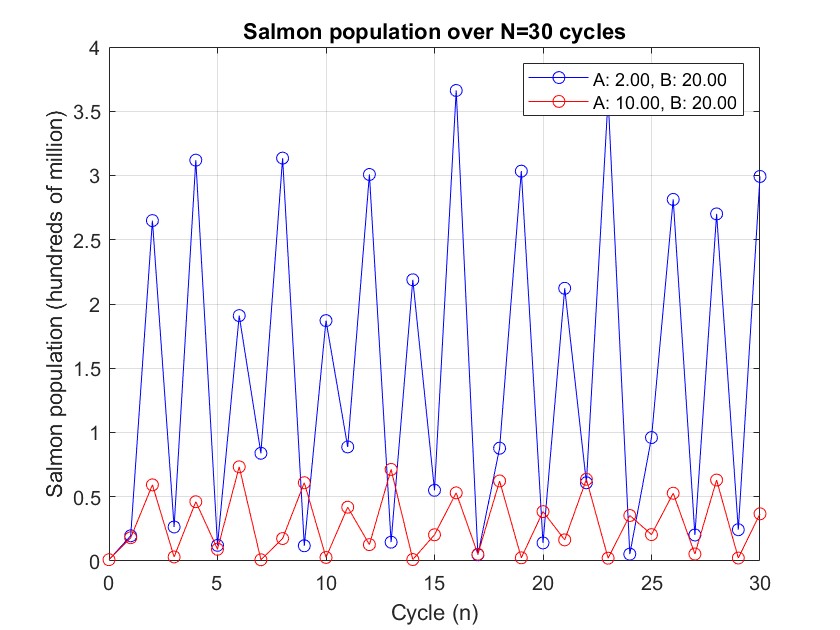 Salmon population over N=30 cycles
A: 2.00, B: 20.00
A: 10.00, B: 20.00
Salmon population (hundreds of million)
4
3.5
3
2.5
2
1.5
1
0.5
0
0 5 10 15 20 25 30
Cycle (n)